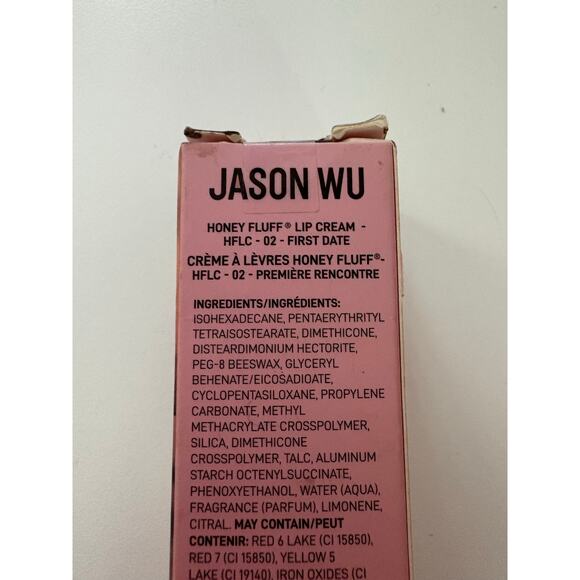 JASON WU
HONEY FLUFF® LIP CREAM -
HFLC - 02 - FIRST DATE
CRÈME À LÈVRES HONEY FLUFF®-
HFLC - 02 - PREMIÈRE RENCONTRE
INGREDIENTS/INGRÉDIENTS:
ISOHEXADECANE, PENTAERYTHRITYL
TETRAISOSTEARATE, DIMETHICONE,
DISTEARDIMONIUM HECTORITE,
PEG-8 BEESWAX, GLYCERYL
BEHENATE/EICOSADIOATE,
CYCLOPENTASILOXANE, PROPYLENE
CARBONATE, METHYL
METHACRYLATE CROSSPOLYMER,
SILICA, DIMETHICONE
CROSSPOLYMER, TALC, ALUMINUM
STARCH OCTENYLSUCCINATE,
PHENOXYETHANOL, WATER (AQUA),
FRAGRANCE (PARFUM), LIMONENE,
CITRAL. MAY CONTAIN/PEUT
CONTENIR: RED 6 LAKE (CI 15850),
RED 7 (CI 15850), YELLOW 5
LAKE (CI 19140), IRON OXIDES (CI